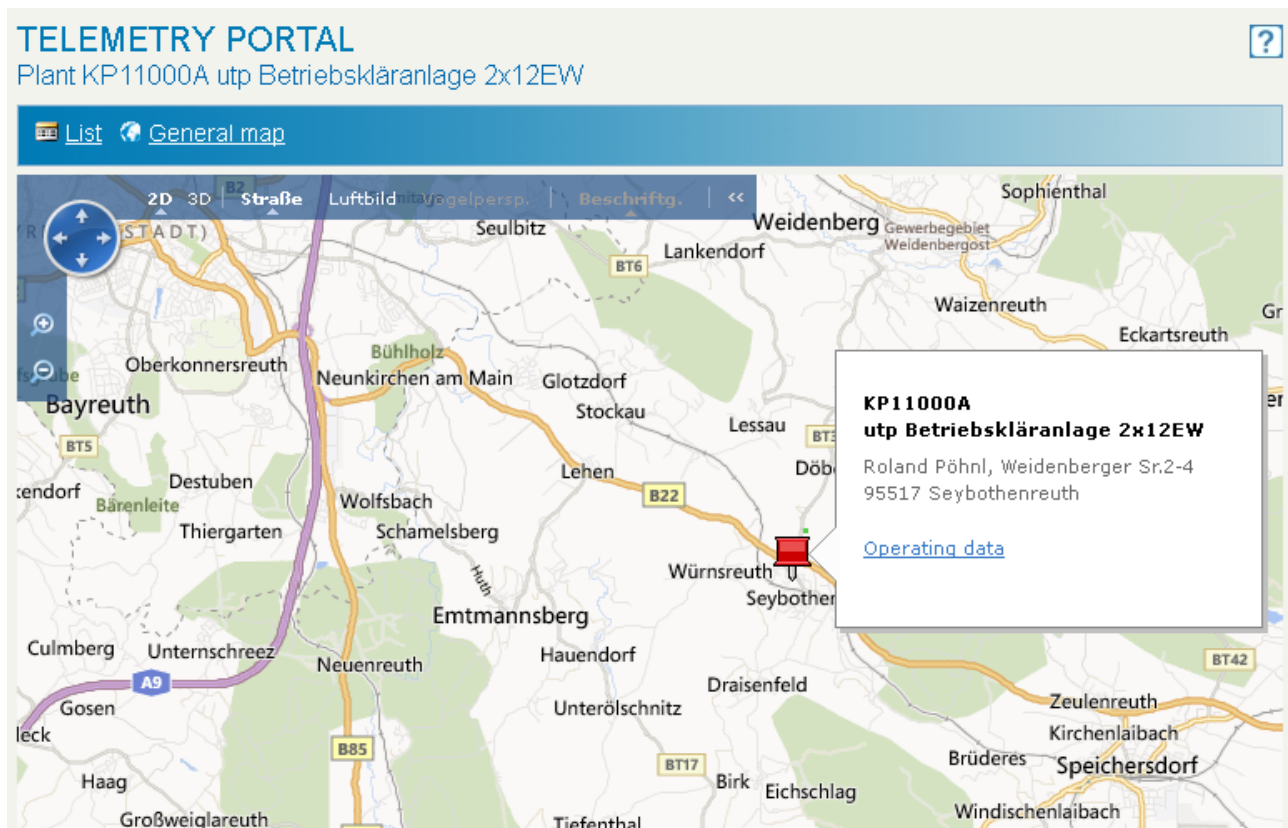 TELEMETRY PORTAL
Plant KP11000A utp Betriebskläranlage 2x12EW
List General map
2D 3D Straße Luftbild Vogelpersp. Beschriftg. <<
B2
STADT)
Seulbitz
Sophienthal
Weidenberg
Gewerbegebiet
Weidenbergost
Lankendorf
BT6
Waizenreuth
Eckartsreuth
Oberkonnersreuth
Bühlholz
Neunkirchen am Main
Glotzdorf
Stockau
Bayreuth
Lessau
BT5
KP11000A
utp Betriebskläranlage 2x12EW
Roland Pöhnl, Weidenberger Sr.2-4
95517 Seybothenreuth
Operating data
Destuben
Bärenleite
Lehen
B22
Wolfsbach
Thiergarten
Schamelsberg
Huth
Würnsreuth
Emtmannsberg
Culmberg
Unternschreez
Neuenreuth
Hauendorf
BT42
A9
Gosen
Draisenfeld
Unterölschnitz
Zeulenreuth
Kirchenlaibach
B85
BT17
Brüderes
Speichersdorf
Haag
Birk
Eichschlag
Windischenlaibach
Großweiglareuth
Tiefenthal